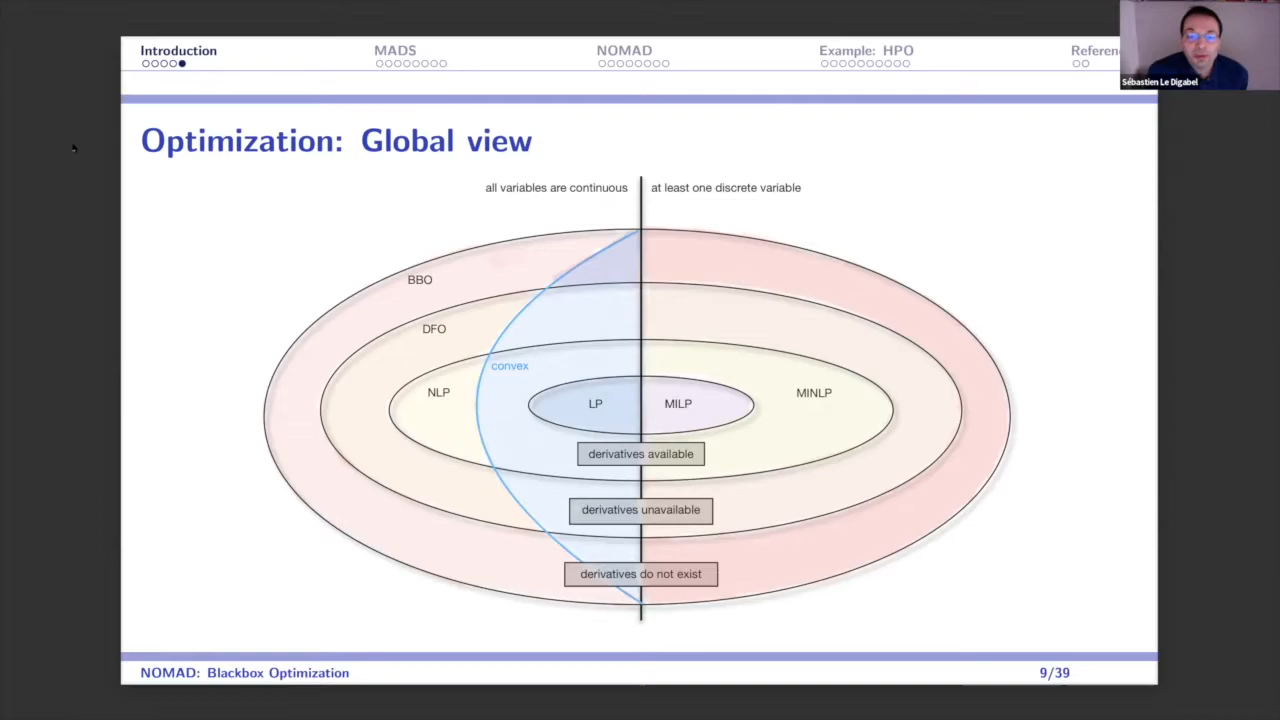 Introduction
MADS
NOMAD
Example: HPO
Sébastien Le Digabel
Optimization: Global view
all variables are continuous
at least one discrete variable
BBO
DFO
convex
NLP
LP
MILP
MINLP
derivatives available
derivatives unavailable
derivatives do not exist
NOMAD: Blackbox Optimization
9/39